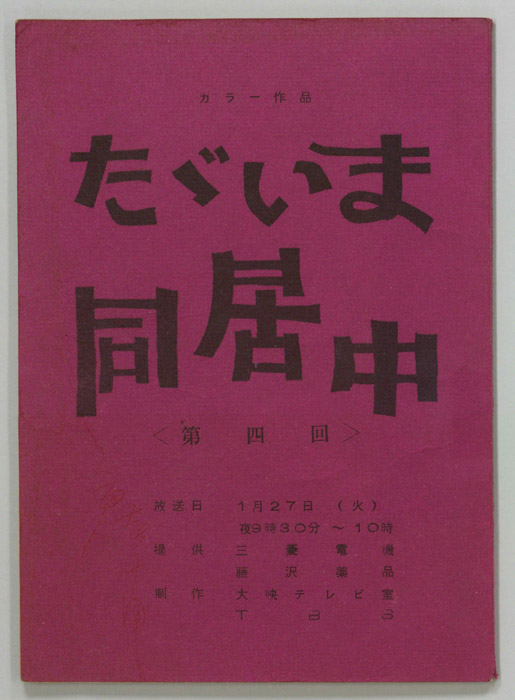 カラー作品
たゞいま
同居中
＜第四回＞
放送日 1月27日（火）
夜9時30分～10時
提供 三菱電機
藤沢薬品
制作 大映テレビ室
TBS